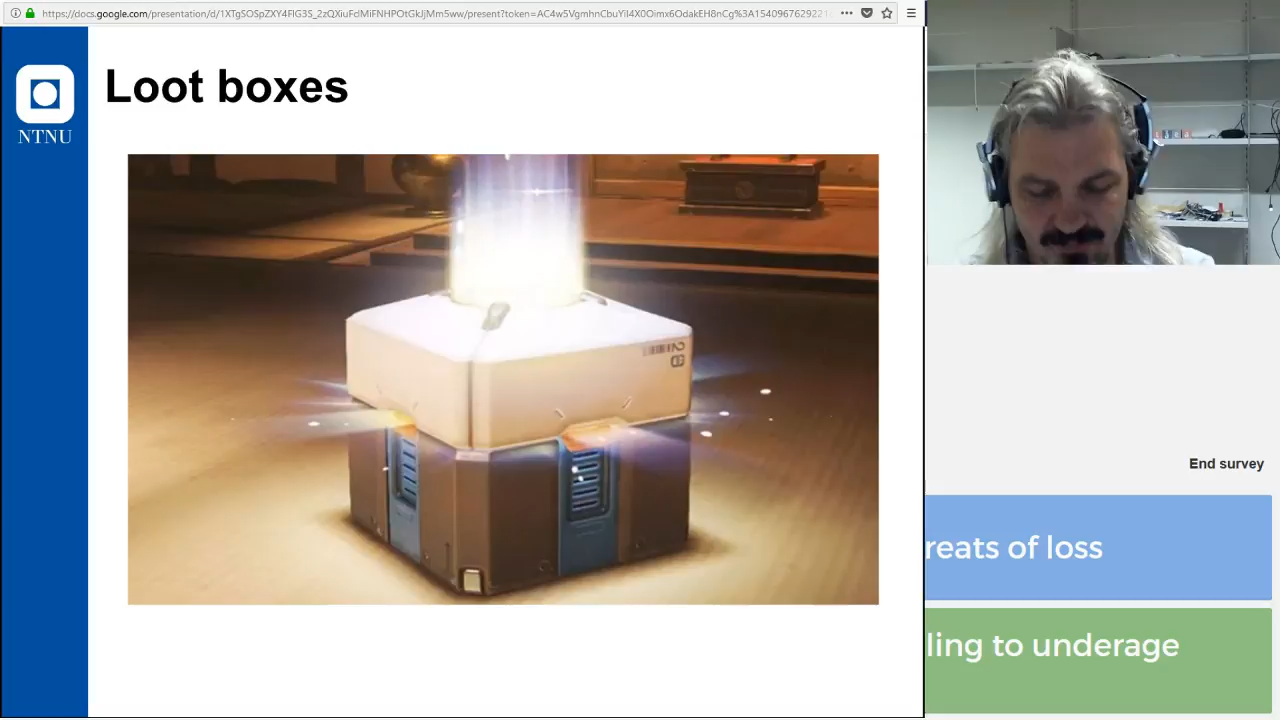 https://docs.google.com/presentation/d/1XTgSOSpZXY4FIG3S_2zQXiuFdMiFNHPOtGkJjMm5ww/present?token=AC4w5VgmhnCbuYiI4X0Oimx6OdakEH8nCg%3A1540967629221
NTNU
Loot boxes
End survey
reats of loss
ling to underage